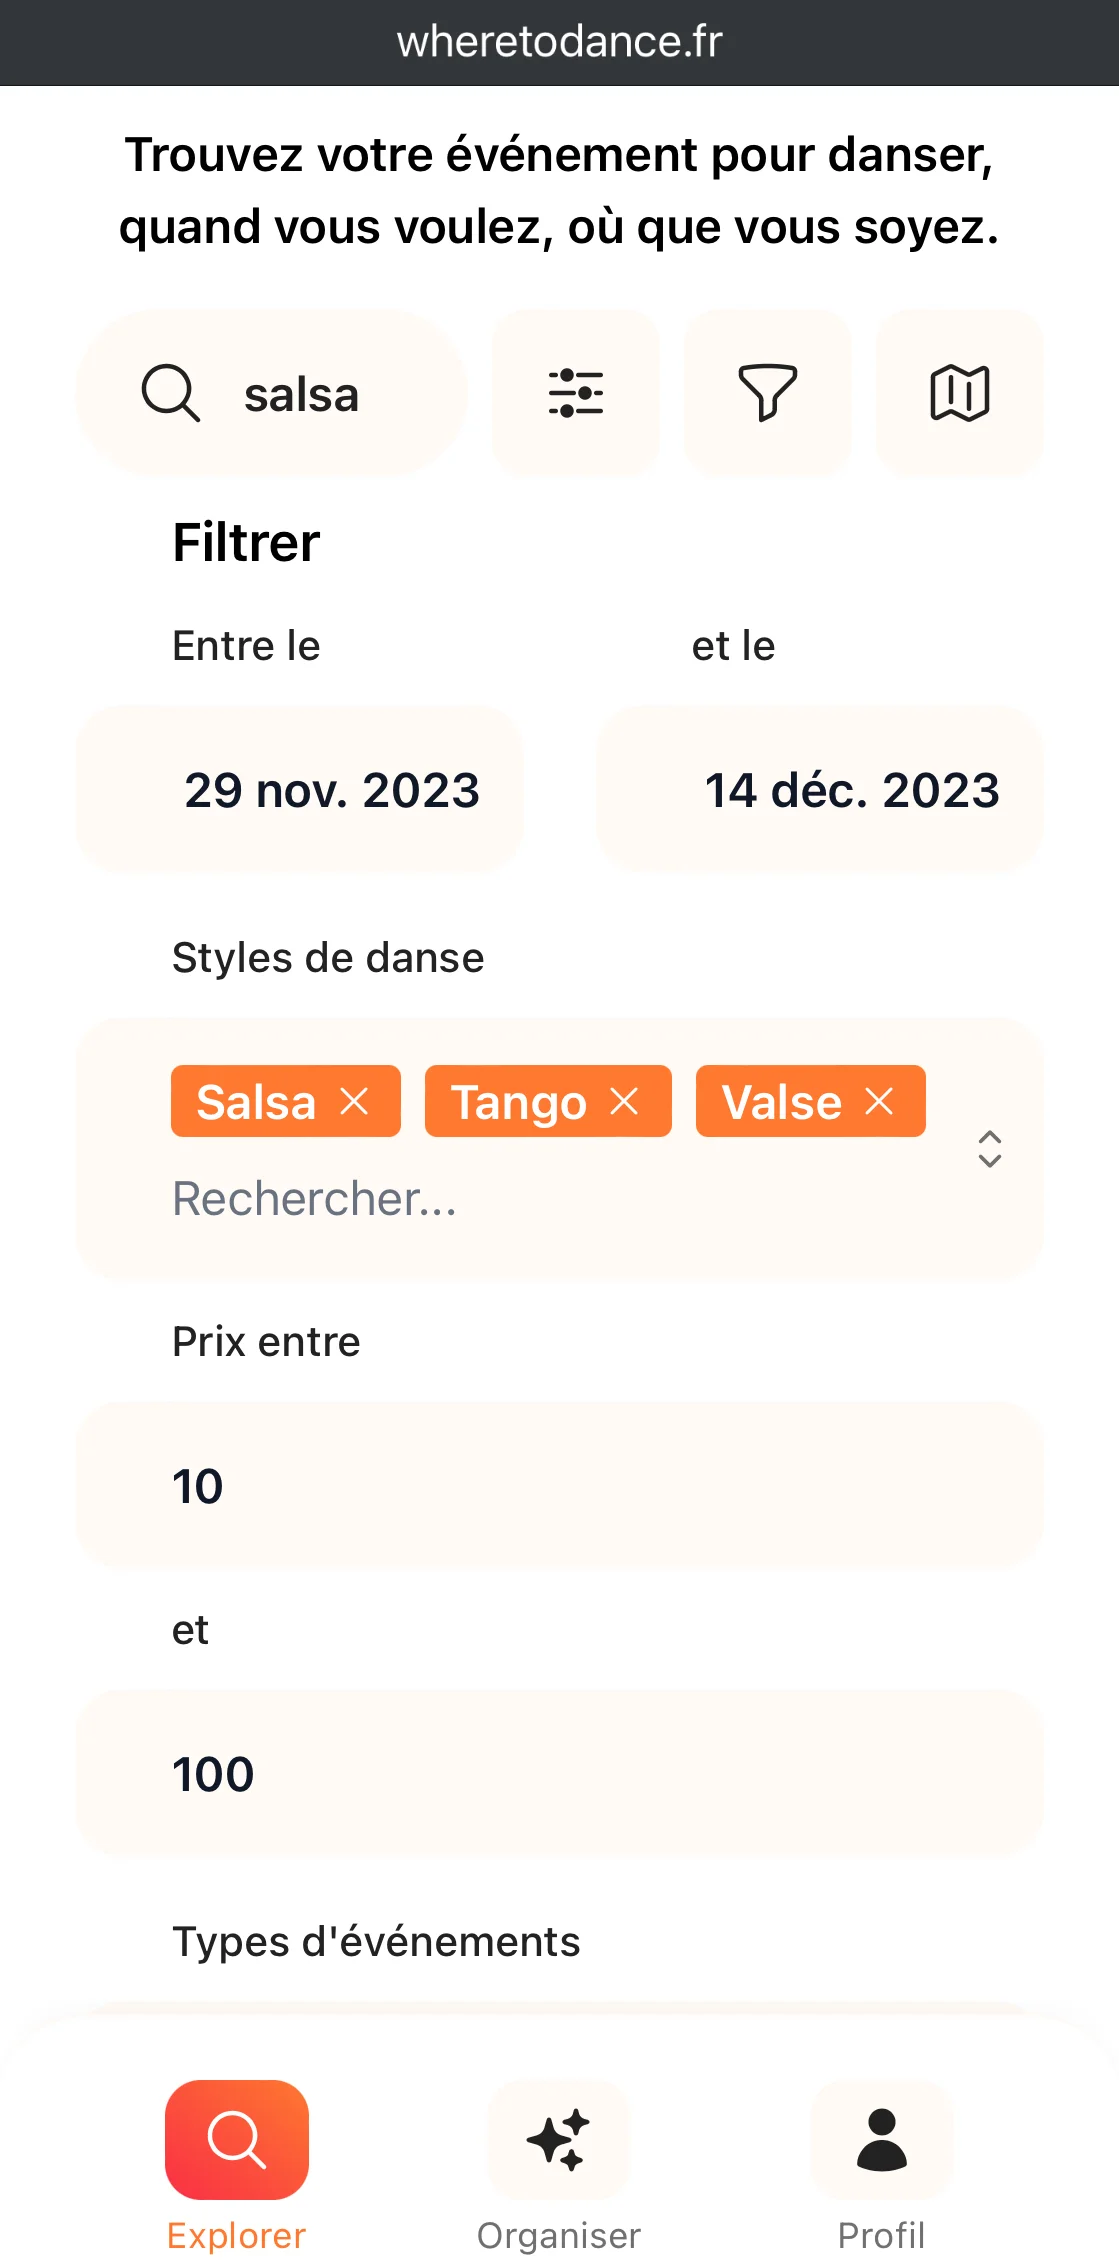 wheretodance.fr
Trouvez votre événement pour danser,
quand vous voulez, où que vous soyez.
salsa
Filtrer
Entre le et le
29 nov. 2023 14 déc. 2023
Styles de danse
Salsa Tango Valse
Rechercher...
Prix entre
10
et
100
Types d'événements
Explorer Organiser Profil